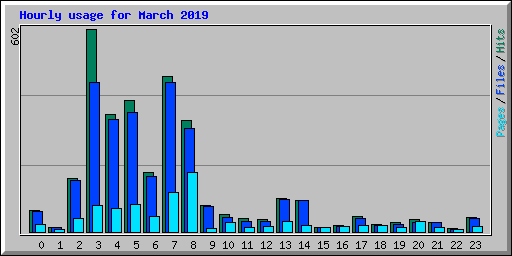 Hourly usage for March 2019
602
Pages/Files/Hits
0 1 2 3 4 5 6 7 8 9 10 11 12 13 14 15 16 17 18 19 20 21 22 23